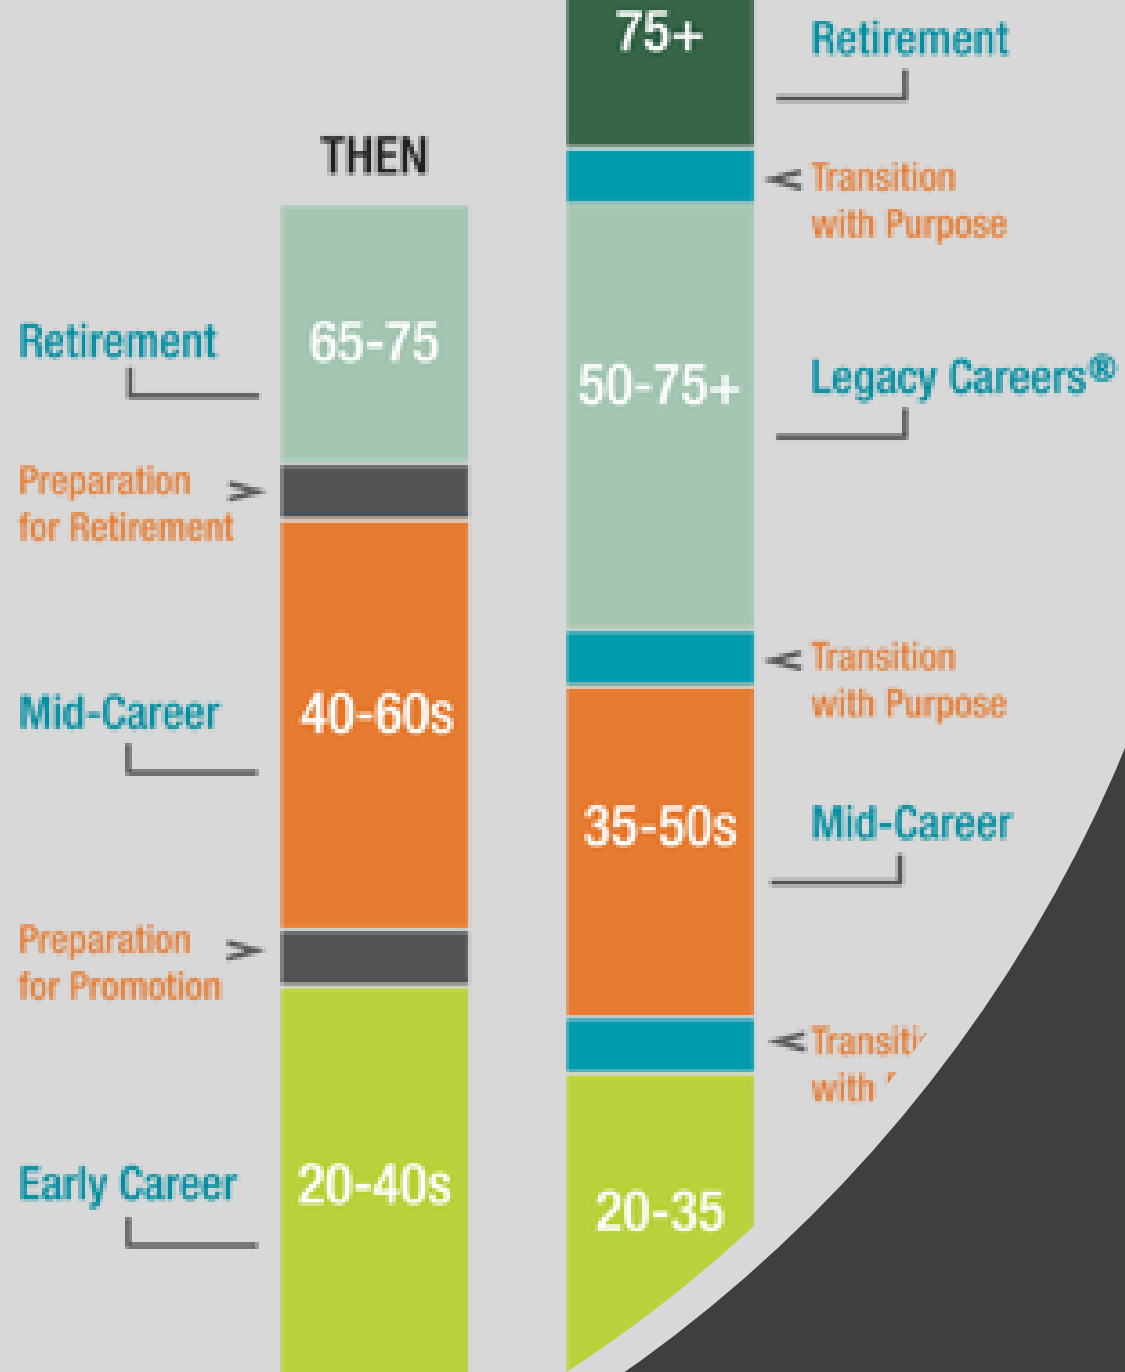 THEN
Retirement
65-75
Preparation
for Retirement
Mid-Career
40-60s
Preparation
for Promotion
Early Career
20-40s
75+
Retirement
Transition
with Purpose
50-75+
Legacy Careers®
Transition
with Purpose
35-50s
Mid-Career
with
20-35